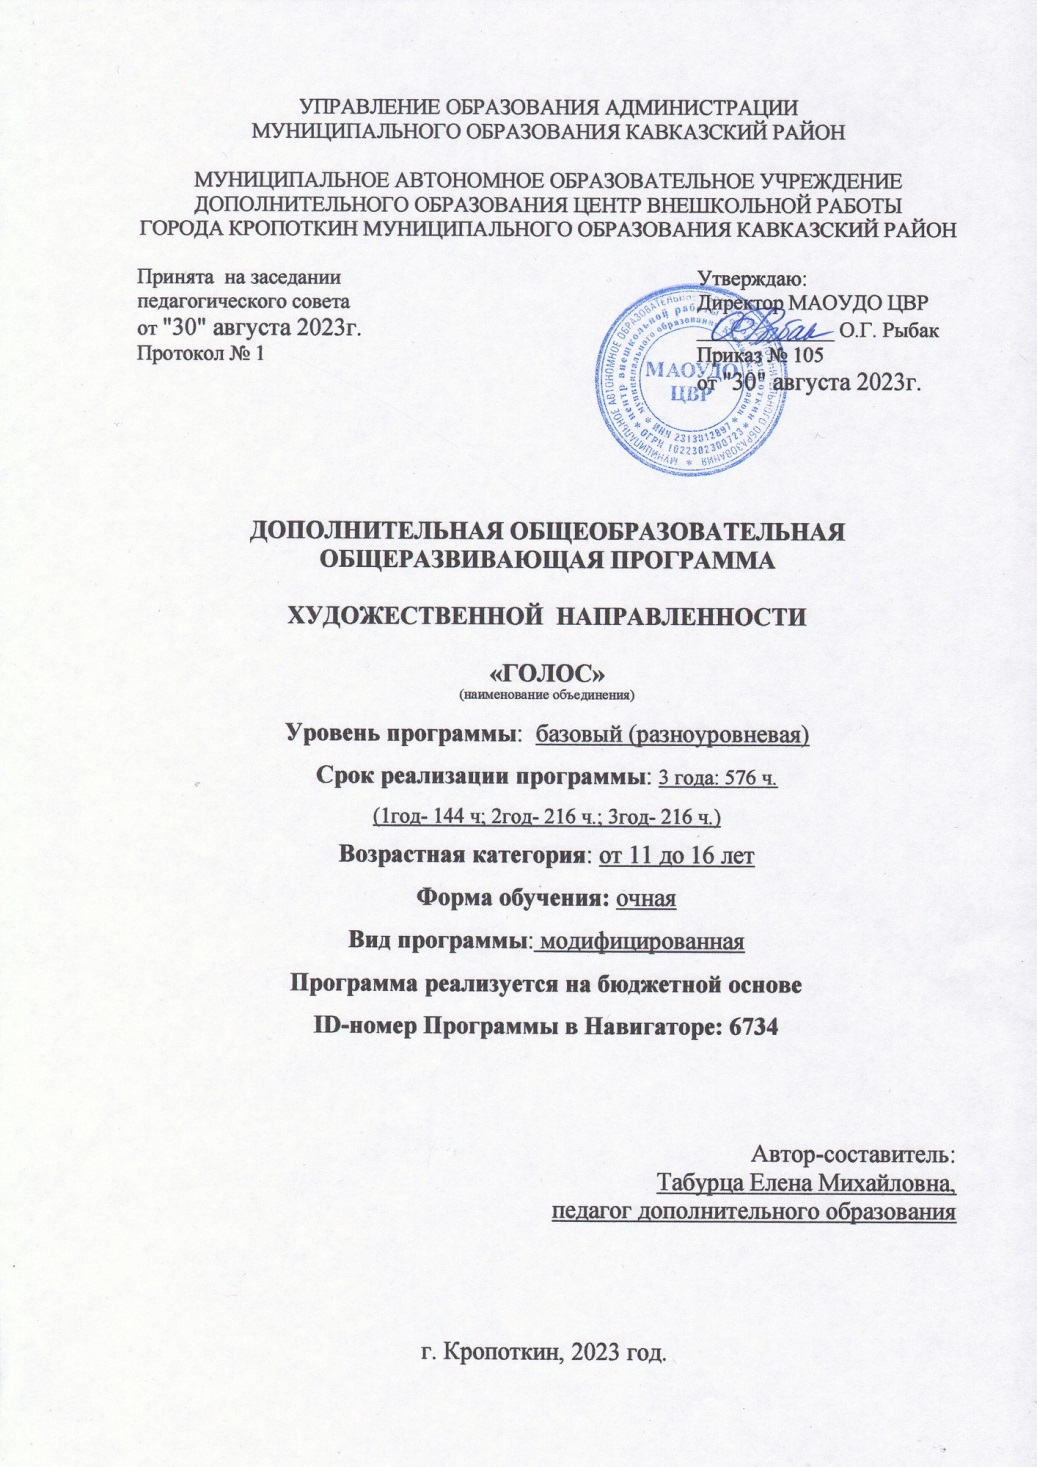 УПРАВЛЕНИЕ ОБРАЗОВАНИЯ АДМИНИСТРАЦИИ
МУНИЦИПАЛЬНОГО ОБРАЗОВАНИЯ КАВКАЗСКИЙ РАЙОН
МУНИЦИПАЛЬНОЕ АВТОНОМНОЕ ОБРАЗОВАТЕЛЬНОЕ УЧРЕЖДЕНИЕ
ДОПОЛНИТЕЛЬНОГО ОБРАЗОВАНИЯ ЦЕНТР ВНЕШКОЛЬНОЙ РАБОТЫ
ГОРОДА КРОПОТКИН МУНИЦИПАЛЬНОГО ОБРАЗОВАНИЯ КАВКАЗСКИЙ РАЙОН
Принята на заседании
педагогического совета
от "30" августа 2023г.
Протокол № 1
Утверждаю:
Директор МАОУДО ЦВР
О.Г. Рыбак
Приказ № 105
от "30" августа 2023г.
МАОУДО
ЦВР
ИНН 2313012897
ОГРН 1022302300723
ДОПОЛНИТЕЛЬНАЯ ОБЩЕОБРАЗОВАТЕЛЬНАЯ
ОБЩЕРАЗВИВАЮЩАЯ ПРОГРАММА
ХУДОЖЕСТВЕННОЙ НАПРАВЛЕННОСТИ
«ГОЛОС»
(наименование объединения)
Уровень программы: базовый (разноуровневая)
Срок реализации программы: 3 года: 576 ч.
(1год- 144 ч; 2год- 216 ч.; 3год- 216 ч.)
Возрастная категория: от 11 до 16 лет
Форма обучения: очная
Вид программы: модифицированная
Программа реализуется на бюджетной основе
ID-номер Программы в Навигаторе: 6734
Автор-составитель:
Табурца Елена Михайловна,
педагог дополнительного образования
г. Кропоткин, 2023 год.